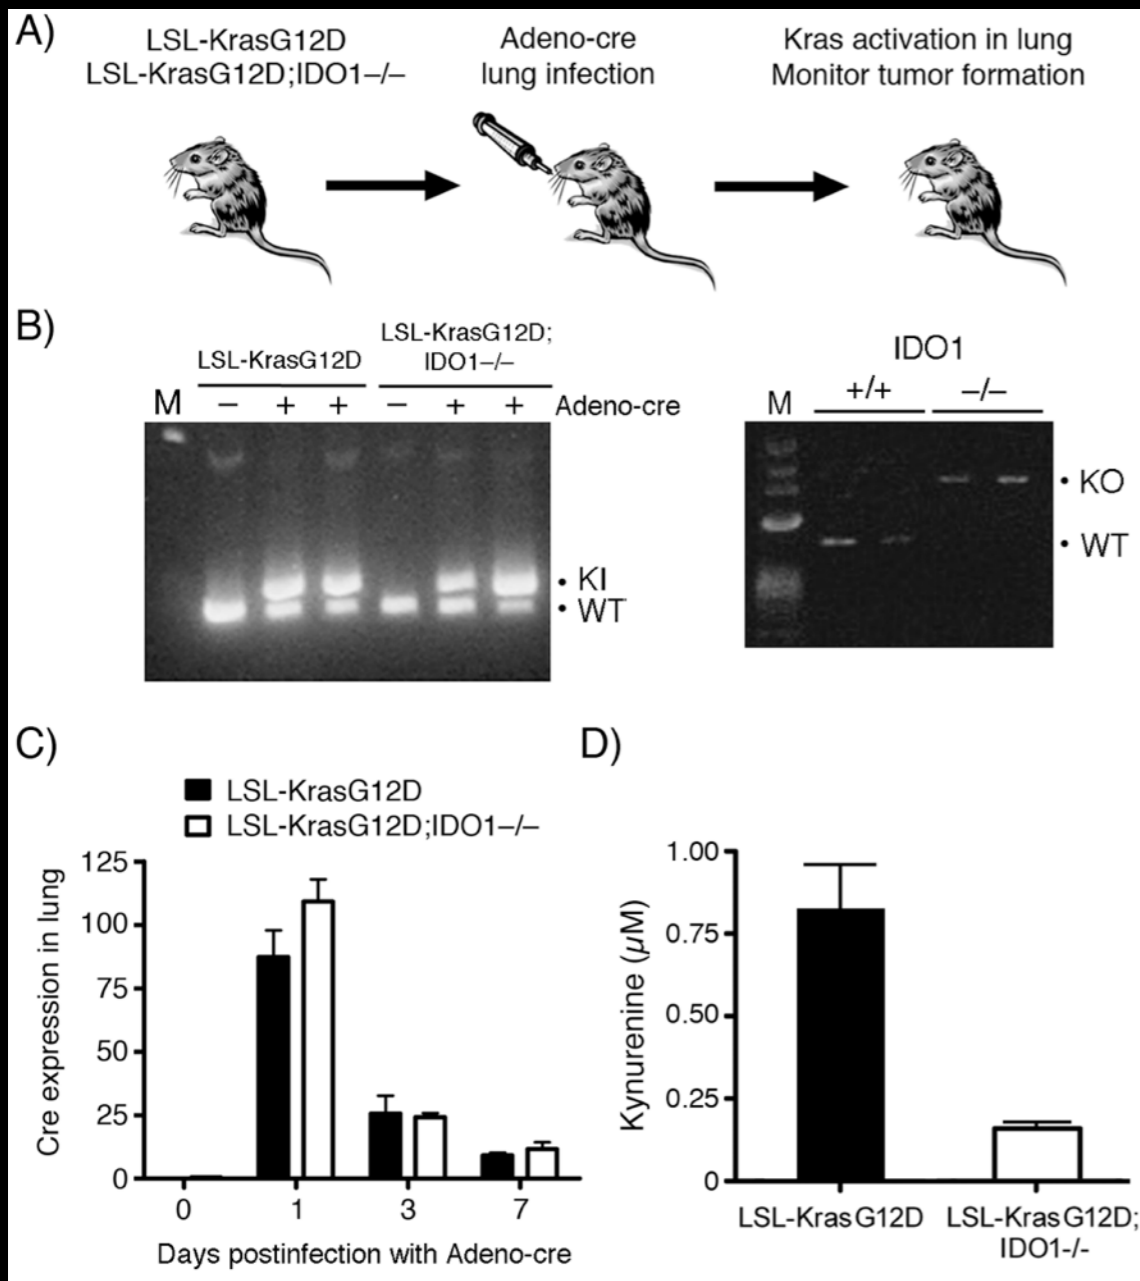 A)
LSL-KrasG12D
LSL-KrasG12D;IDO1–/–
Adeno-cre
lung infection
Kras activation in lung
Monitor tumor formation
B)
LSL-KrasG12D
LSL-KrasG12D;
IDO1–/–
M – + + – + + Adeno-cre
• KI
• WT
IDO1
M +/+ –/–
• KO
• WT
C)
LSL-KrasG12D
LSL-KrasG12D;IDO1–/–
Cre expression in lung
125
100
75
50
25
0
0 1 3 7
Days postinfection with Adeno-cre
D)
Kynurenine (µM)
1.00
0.75
0.50
0.25
0
LSL-KrasG12D
LSL-KrasG12D;
IDO1-/-